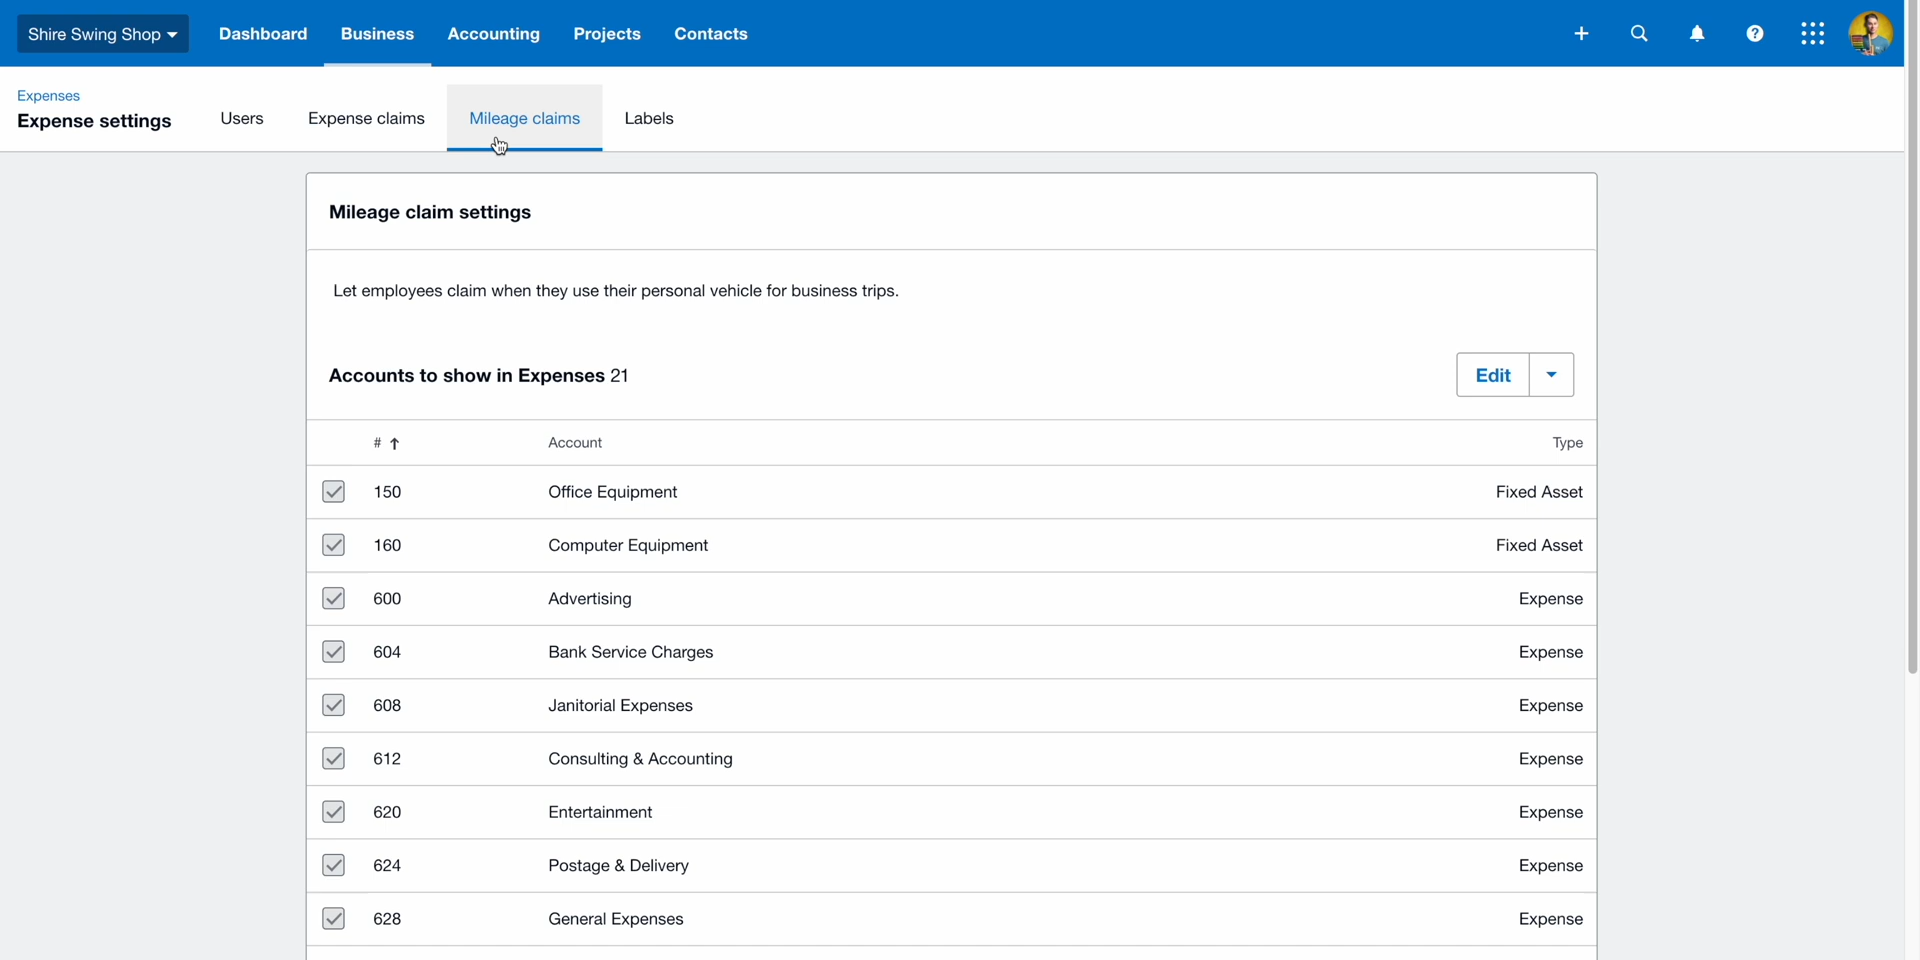 Shire Swing Shop Dashboard Business Accounting Projects Contacts
Expenses
Expense settings Users Expense claims Mileage claims Labels
Mileage claim settings
Let employees claim when they use their personal vehicle for business trips.
Accounts to show in Expenses 21 Edit
# ↑ Account Type
150 Office Equipment Fixed Asset
160 Computer Equipment Fixed Asset
600 Advertising Expense
604 Bank Service Charges Expense
608 Janitorial Expenses Expense
612 Consulting & Accounting Expense
620 Entertainment Expense
624 Postage & Delivery Expense
628 General Expenses Expense